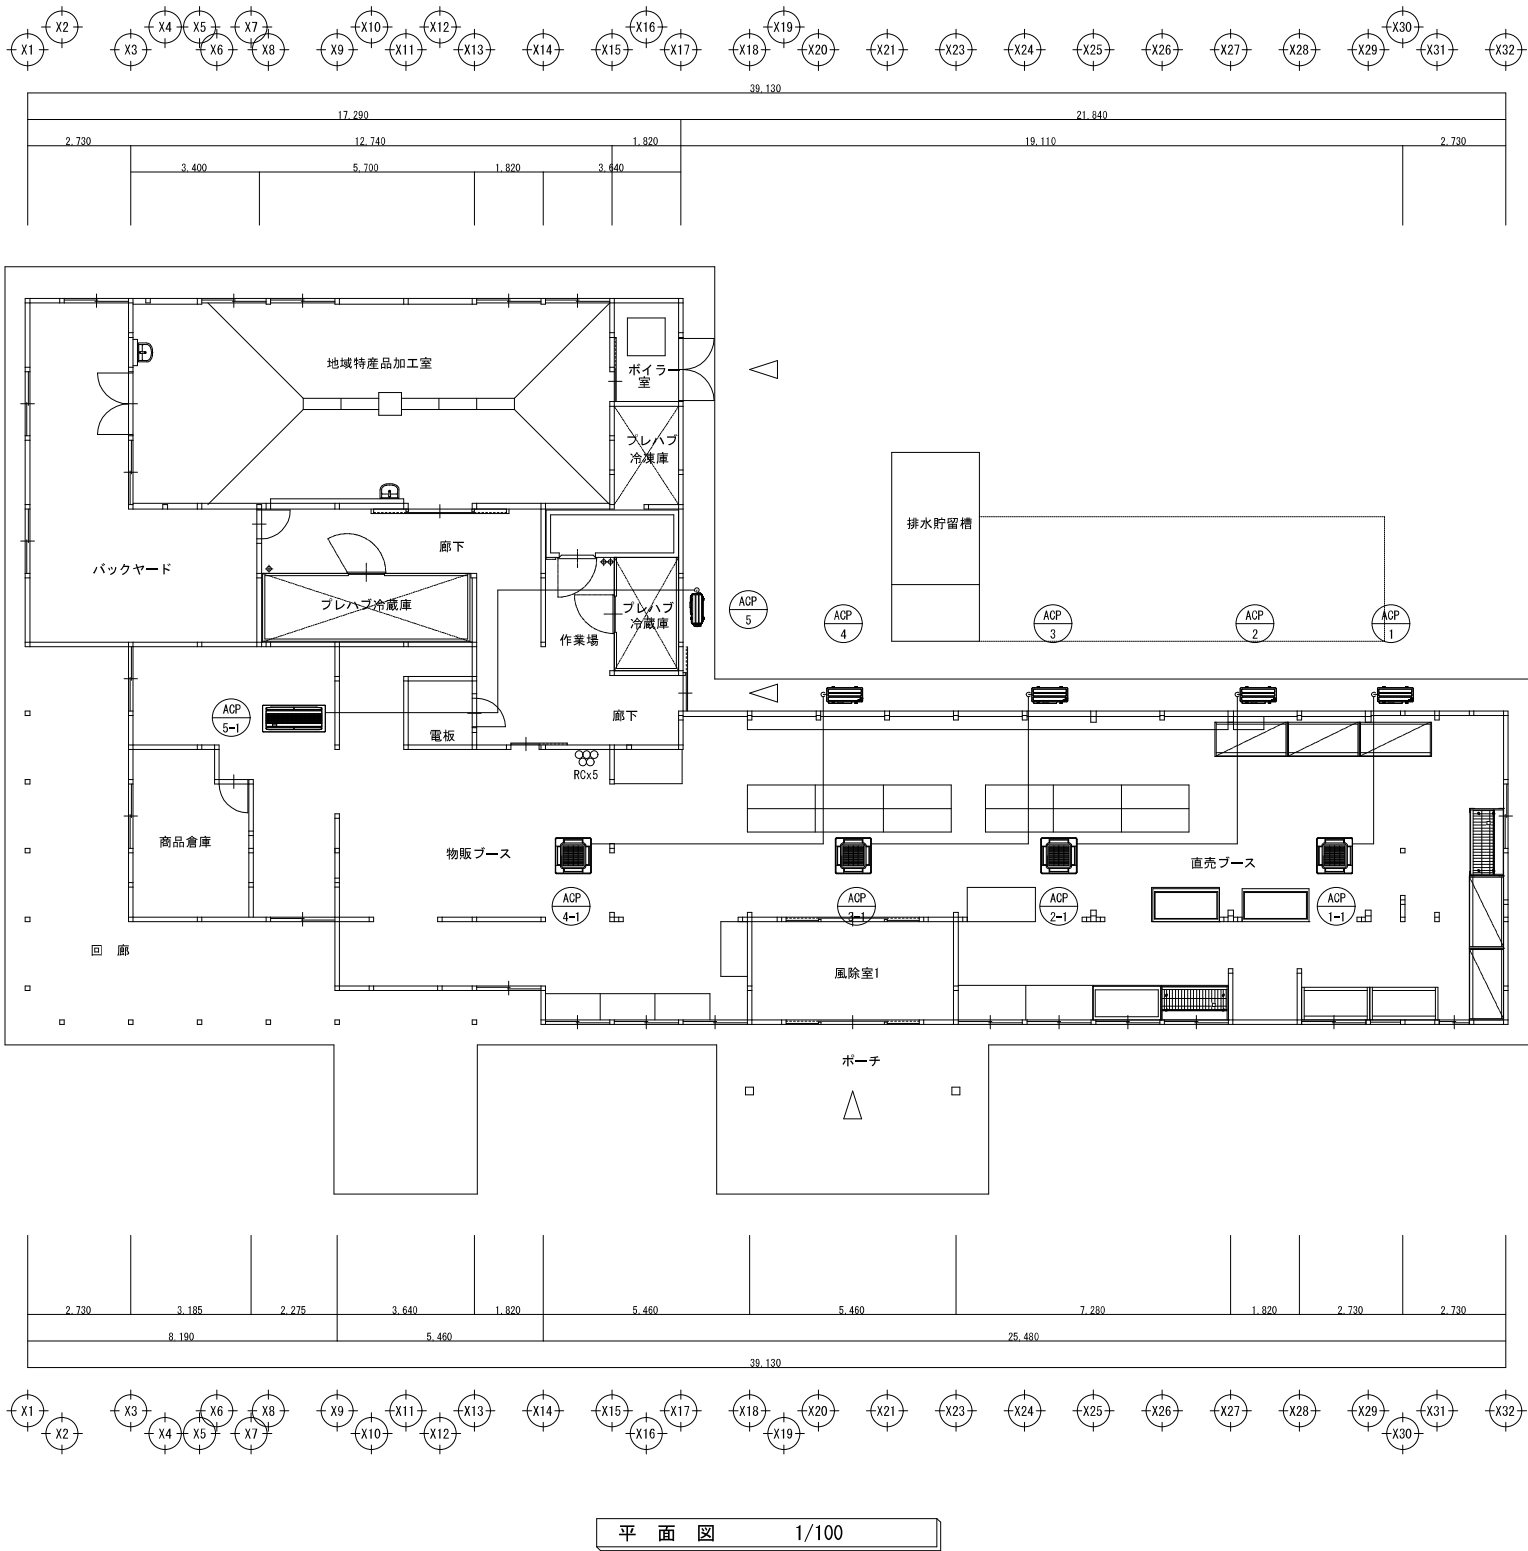 X2 X4 X5 X7 X10 X12 X16 X19 X30
X1 X3 X6 X8 X9 X11 X13 X14 X15 X17 X18 X20 X21 X23 X24 X25 X26 X27 X28 X29 X31 X32
39.130
17.290 21.840
2.730 12.740 1.820 19.110 2.730
3.400 5.700 1.820 3.640
地域特産品加工室
ボイラー
室
プレハブ
冷凍庫
排水貯留槽
廊下
バックヤード
プレハブ冷蔵庫
プレハブ
冷蔵庫
作業場
ACP
5
ACP
4
ACP
3
ACP
2
ACP
1
ACP
5-1
廊下
電板
RCx5
商品倉庫
物販ブース
直売ブース
ACP
4-1
ACP
3-1
ACP
2-1
ACP
1-1
回 廊
風除室1
ポーチ
2.730 3.185 2.275 3.640 1.820 5.460 5.460 7.280 1.820 2.730 2.730
8.190 5.460 25.480
39.130
X1 X3 X6 X8 X9 X11 X13 X14 X15 X17 X18 X20 X21 X23 X24 X25 X26 X27 X28 X29 X31 X32
X2 X4 X5 X7 X10 X12 X16 X19 X30
平 面 図 1/100